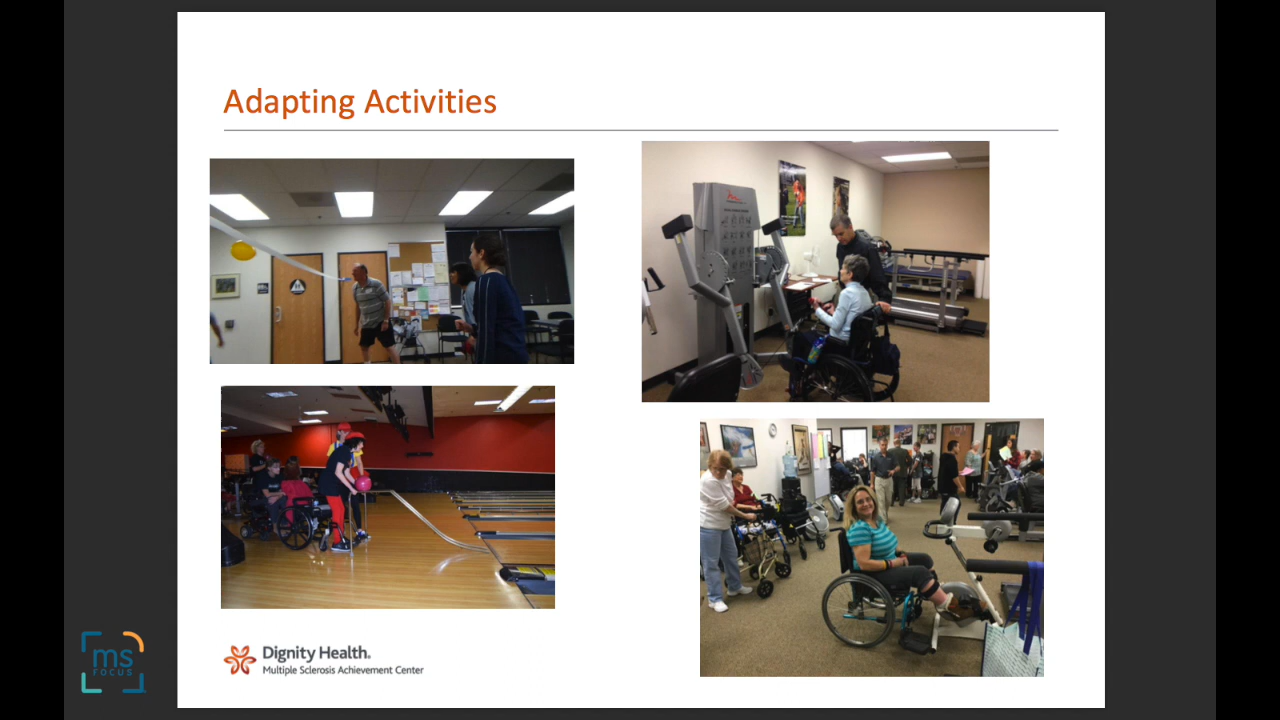 Adapting Activities
Dignity Health.
Multiple Sclerosis Achievement Center
ms
FOCUS